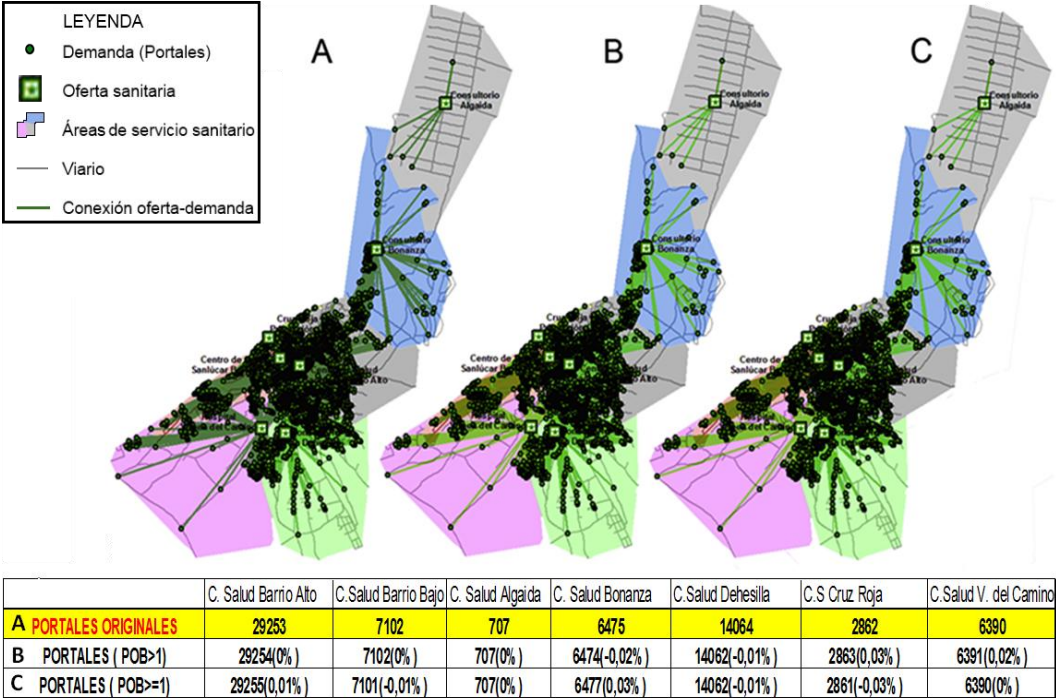 LEYENDA
Demanda (Portales)
Oferta sanitaria
Áreas de servicio sanitario
Viario
Conexión oferta-demanda
A
B
C
Consultorio
Algaida
Consultorio
Algaida
Consultorio
Algaida
Consultorio
Bonanza
Consultorio
Bonanza
Consultorio
Bonanza
Centro de
Sanlúcar B
Centro de
Sanlúcar B
Centro de
Sanlúcar B
C. Salud Barrio Alto C.Salud Barrio Bajo C. Salud Algaida C. Salud Bonanza C.Salud Dehesilla C.S Cruz Roja C.Salud V. del Camino
A PORTALES ORIGINALES 29253 7102 707 6475 14064 2862 6390
B PORTALES ( POB>1) 29254(0% ) 7102(0% ) 707(0% ) 6474(-0,02% ) 14062(-0,01% ) 2863(0,03% ) 6391(0,02% )
C PORTALES ( POB>=1) 29255(0,01% ) 7101(-0,01% ) 707(0% ) 6477(0,03% ) 14062(-0,01% ) 2861(-0,03% ) 6390(0% )